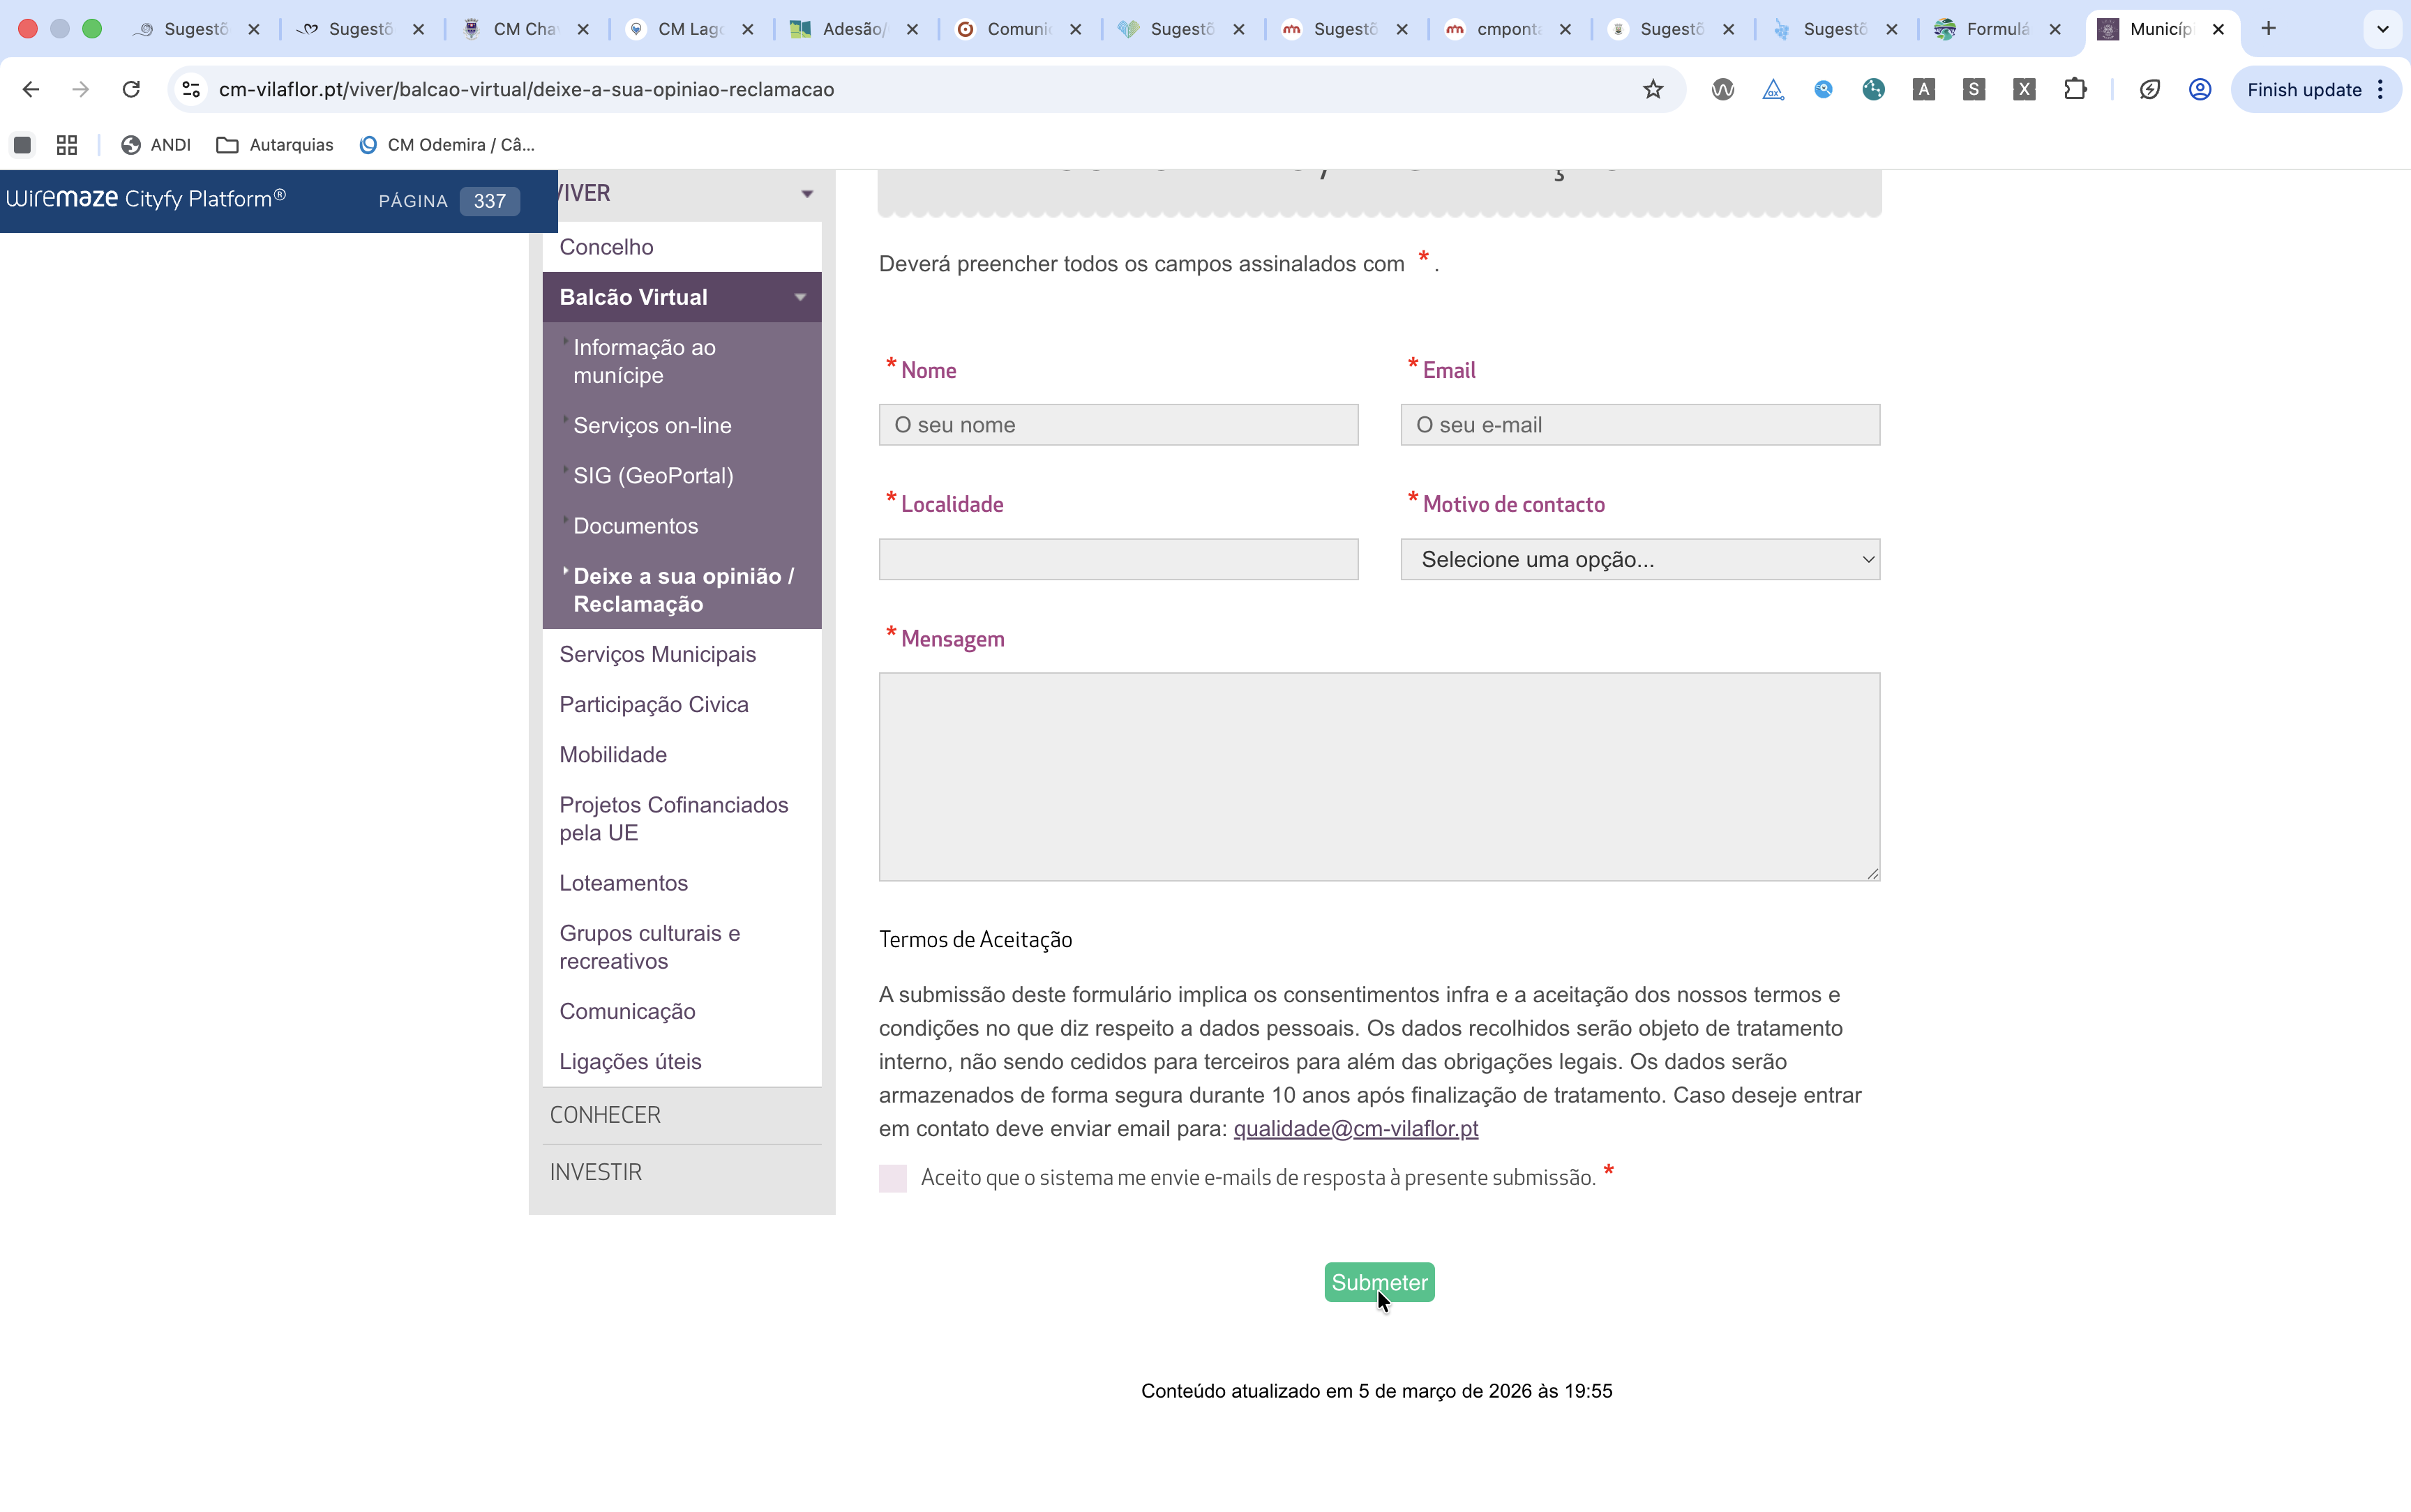 Sugestõ
Sugestõ
CM Cha
CM Lag
Adesão/
Comuni
Sugestõ
Sugestõ
cmpont
Sugestõ
Sugestõ
Formulá
Municíp
cm-vilaflor.pt/viver/balcao-virtual/deixe-a-sua-opiniao-reclamacao
A
S
X
Finish update
ANDI
Autarquias
CM Odemira / Câ...
wiremaze Cityfy Platform®
PÁGINA 337
VIVER
Concelho
Balcão Virtual
Informação ao
munícipe
Serviços on-line
SIG (GeoPortal)
Documentos
Deixe a sua opinião /
Reclamação
Serviços Municipais
Participação Civica
Mobilidade
Projetos Cofinanciados
pela UE
Loteamentos
Grupos culturais e
recreativos
Comunicação
Ligações úteis
CONHECER
INVESTIR
Deverá preencher todos os campos assinalados com * .
* Nome
O seu nome
* Email
O seu e-mail
* Localidade
* Motivo de contacto
Selecione uma opção...
* Mensagem
Termos de Aceitação
A submissão deste formulário implica os consentimentos infra e a aceitação dos nossos termos e
condições no que diz respeito a dados pessoais. Os dados recolhidos serão objeto de tratamento
interno, não sendo cedidos para terceiros para além das obrigações legais. Os dados serão
armazenados de forma segura durante 10 anos após finalização de tratamento. Caso deseje entrar
em contato deve enviar email para: qualidade@cm-vilaflor.pt
Aceito que o sistema me envie e-mails de resposta à presente submissão. *
Submeter
Conteúdo atualizado em 5 de março de 2026 às 19:55